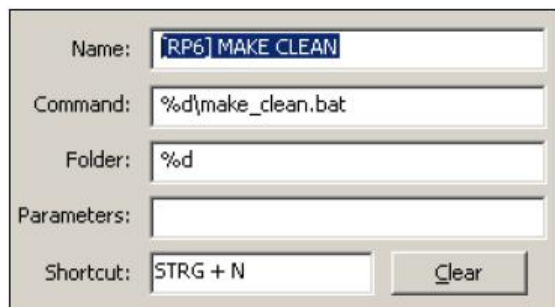 Name: [RP6] MAKE CLEAN
Command: %d\make_clean.bat
Folder: %d
Parameters:
Shortcut: STRG + N Clear